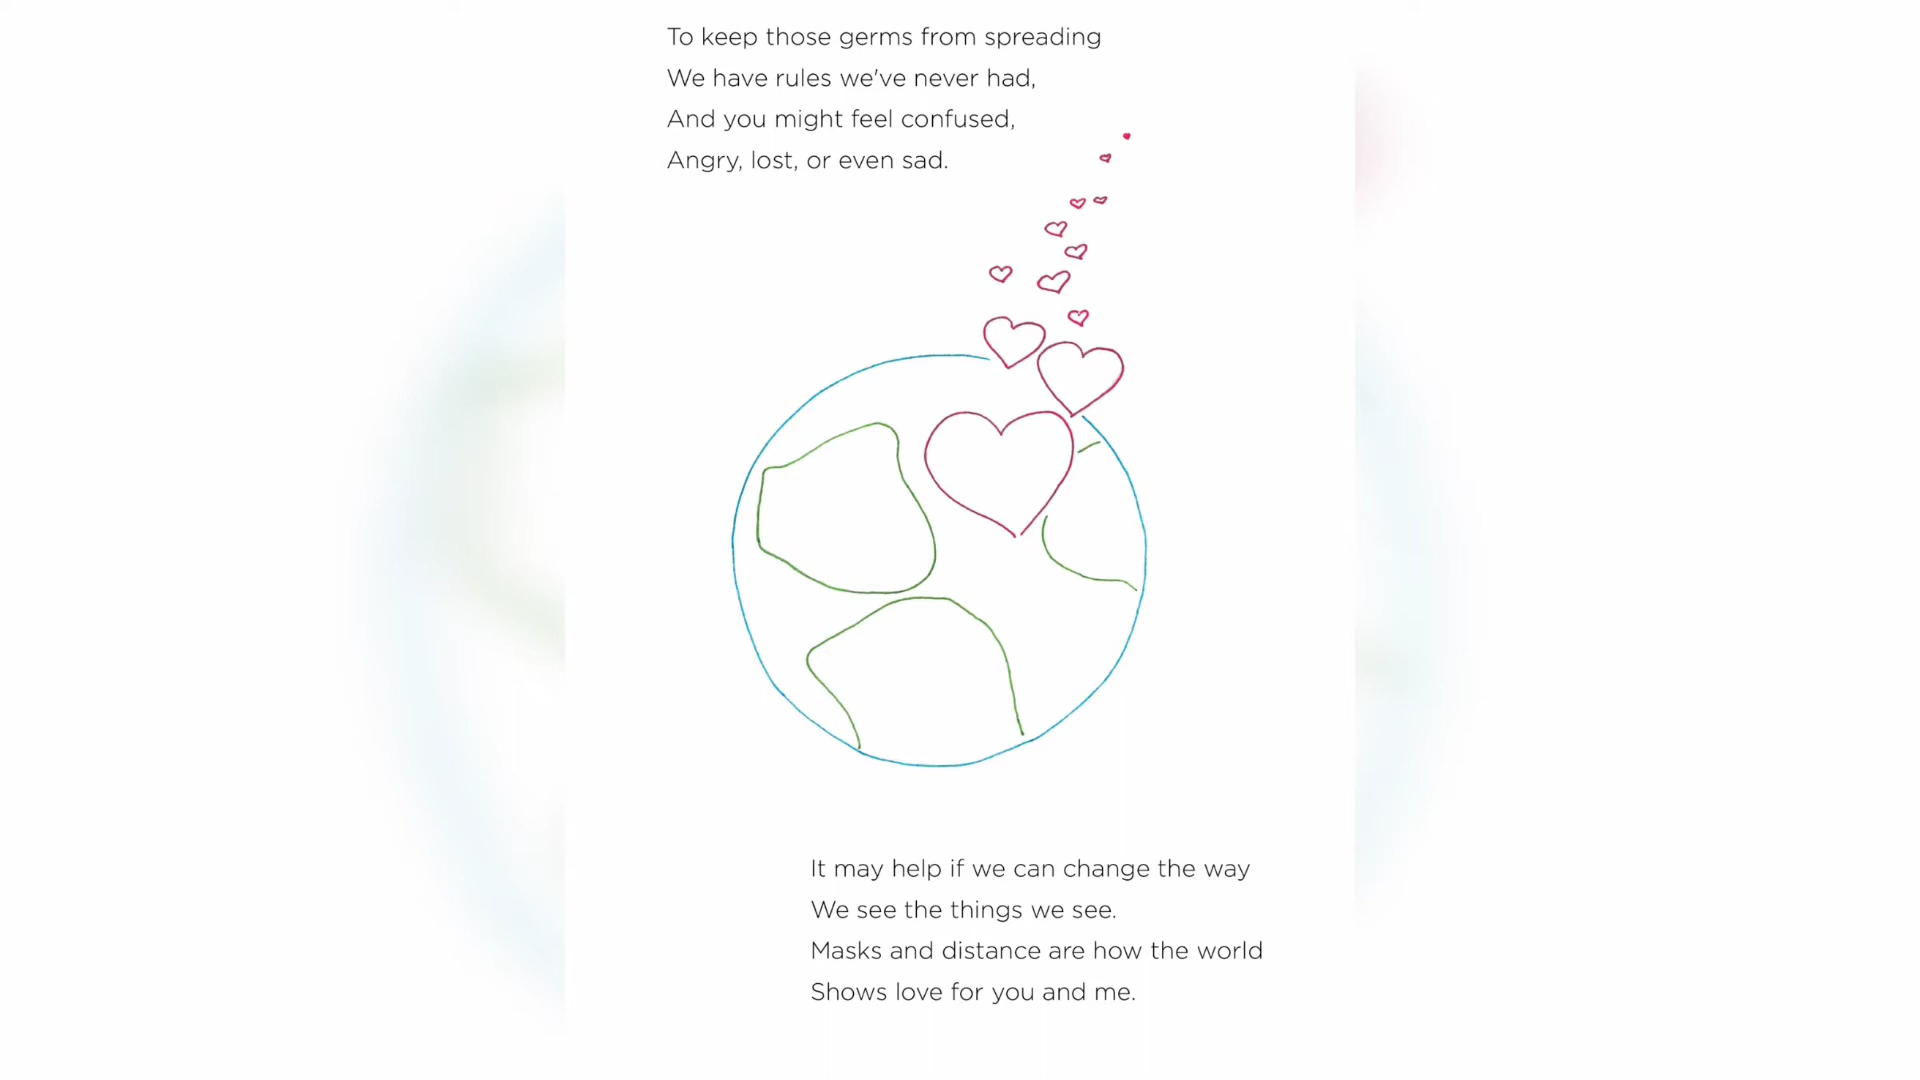 To keep those germs from spreading
We have rules we've never had,
And you might feel confused,
Angry, lost, or even sad.
It may help if we can change the way
We see the things we see.
Masks and distance are how the world
Shows love for you and me.